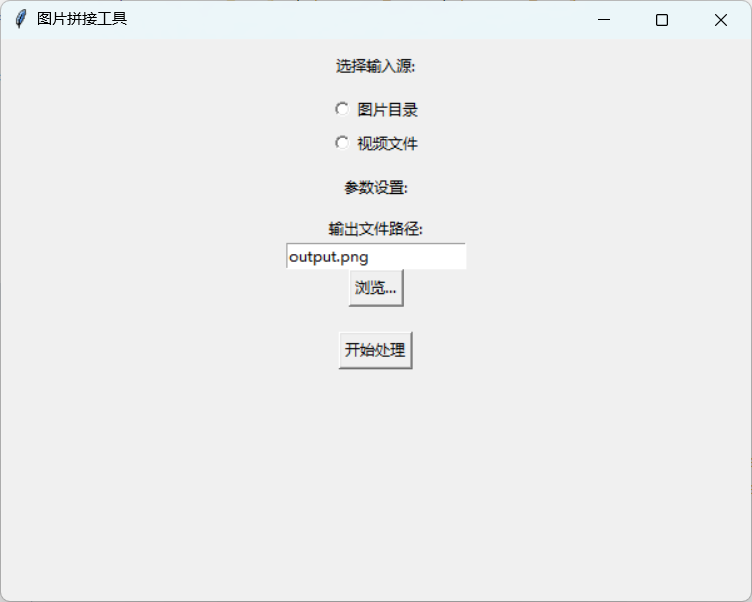 图片拼接工具
选择输入源:
图片目录
视频文件
参数设置:
输出文件路径:
output.png
浏览...
开始处理